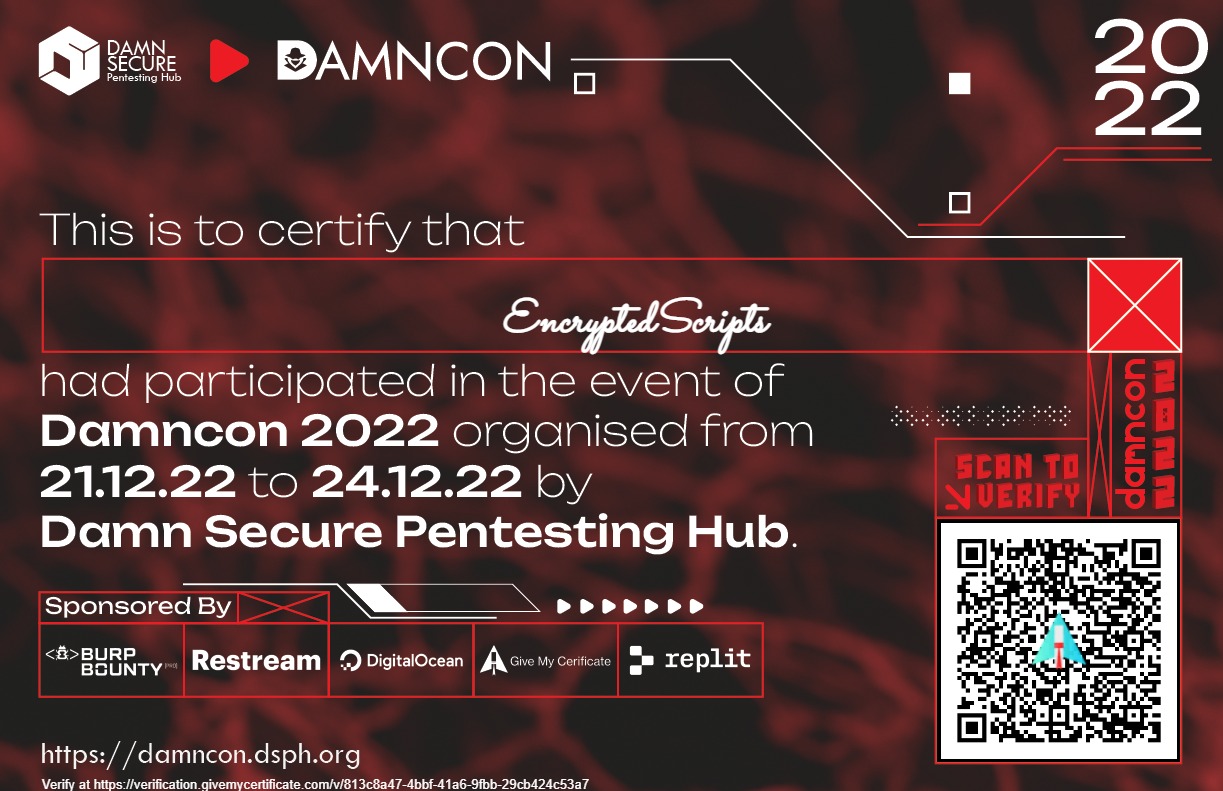 DAMN
SECURE
Pentesting Hub
DAMNCON
20
22
This is to certify that
EncryptedScripts
had participated in the event of
Damncon 2022 organised from
21.12.22 to 24.12.22 by
Damn Secure Pentesting Hub.
damncon
2022
SCAN TO
VERIFY
Sponsored By
BURP
BOUNTY [PRO]
Restream
DigitalOcean
Give My Cerificate
replit
https://damncon.dsph.org
Verify at https://verification.givemycertificate.com/v/813c8a47-4bbf-41a6-9fbb-29cb424c53a7